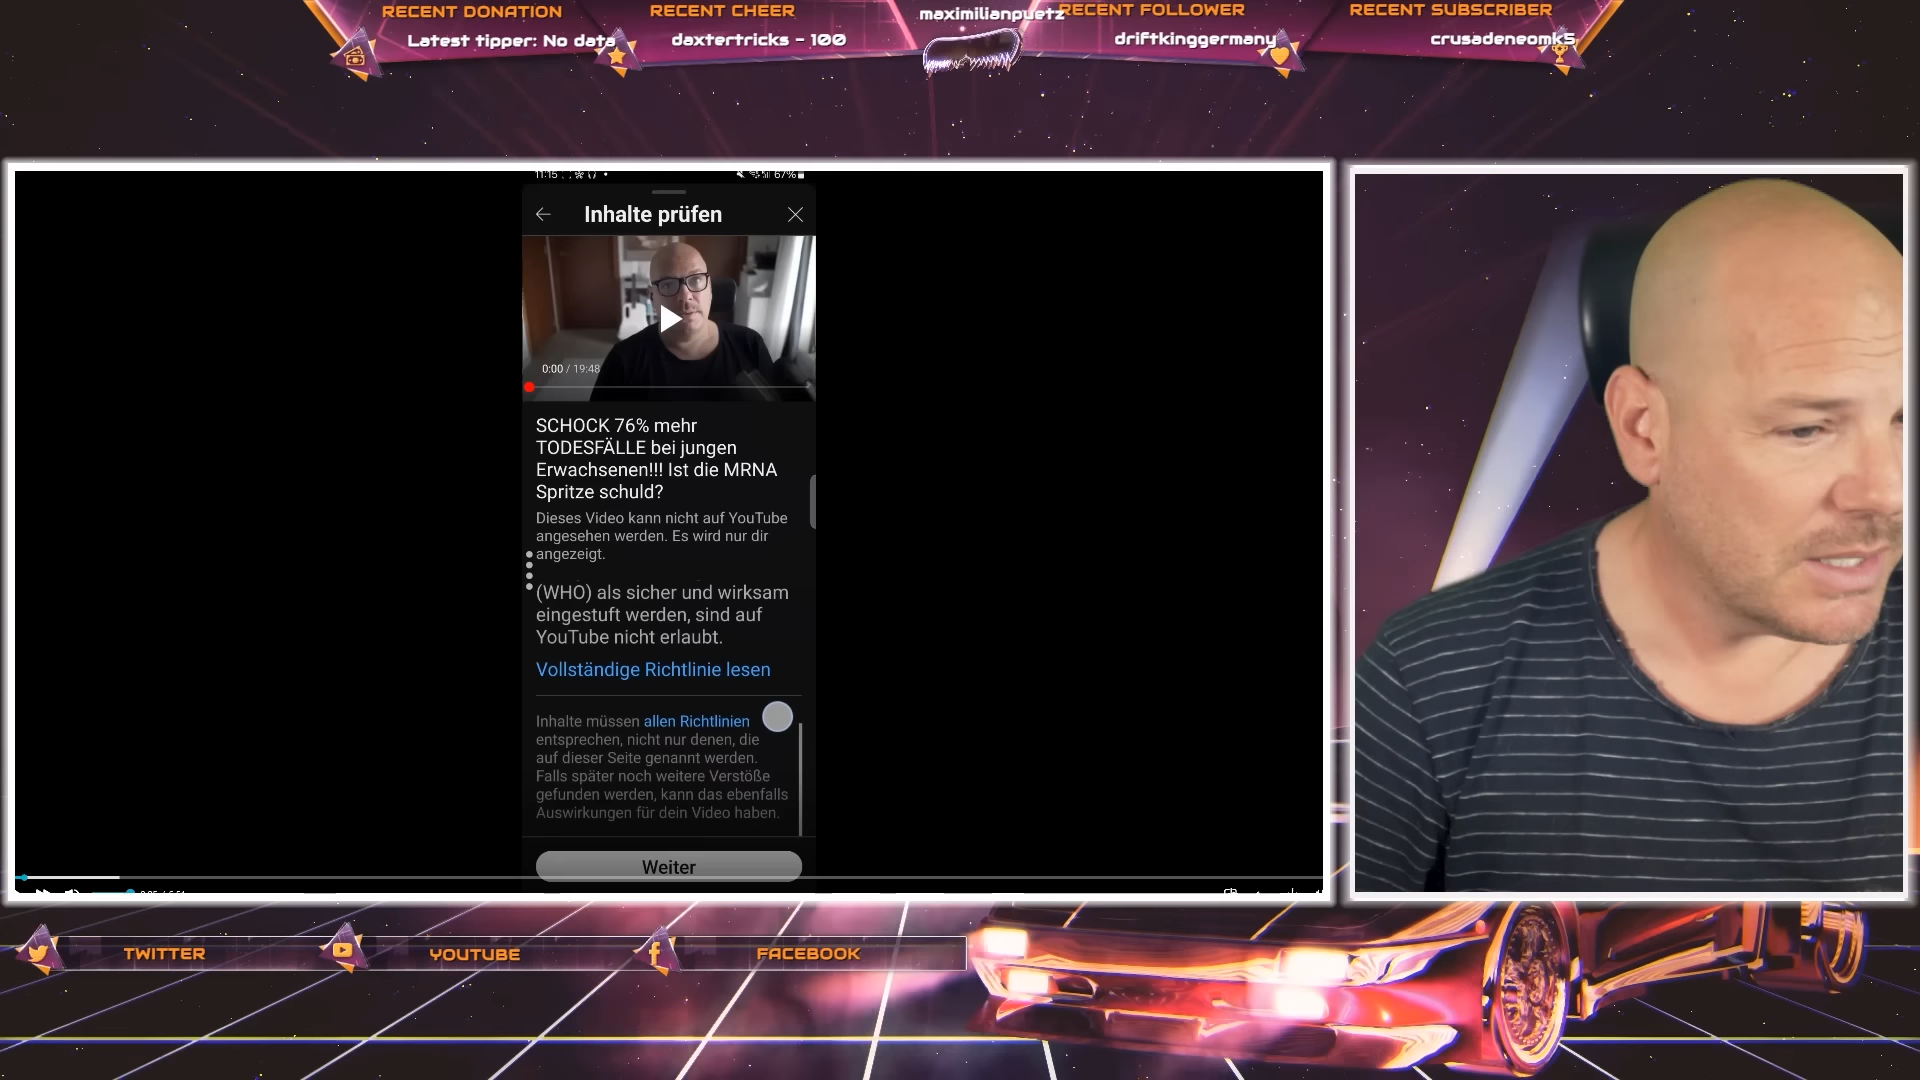 RECENT DONATION
Latest tipper: No data
RECENT CHEER
daxtertricks - 100
maximilianpuetz
RECENT FOLLOWER
driftkinggermany
RECENT SUBSCRIBER
crusadeneomk5
11:15
67%
Inhalte prüfen
0:00 / 19:48
SCHOCK 76% mehr
TODESFÄLLE bei jungen
Erwachsenen!!! Ist die MRNA
Spritze schuld?
Dieses Video kann nicht auf YouTube
angesehen werden. Es wird nur dir
angezeigt.
(WHO) als sicher und wirksam
eingestuft werden, sind auf
YouTube nicht erlaubt.
Vollständige Richtlinie lesen
Inhalte müssen allen Richtlinien
entsprechen, nicht nur denen, die
auf dieser Seite genannt werden.
Falls später noch weitere Verstöße
gefunden werden, kann das ebenfalls
Auswirkungen für dein Video haben.
Weiter
TWITTER
YOUTUBE
FACEBOOK